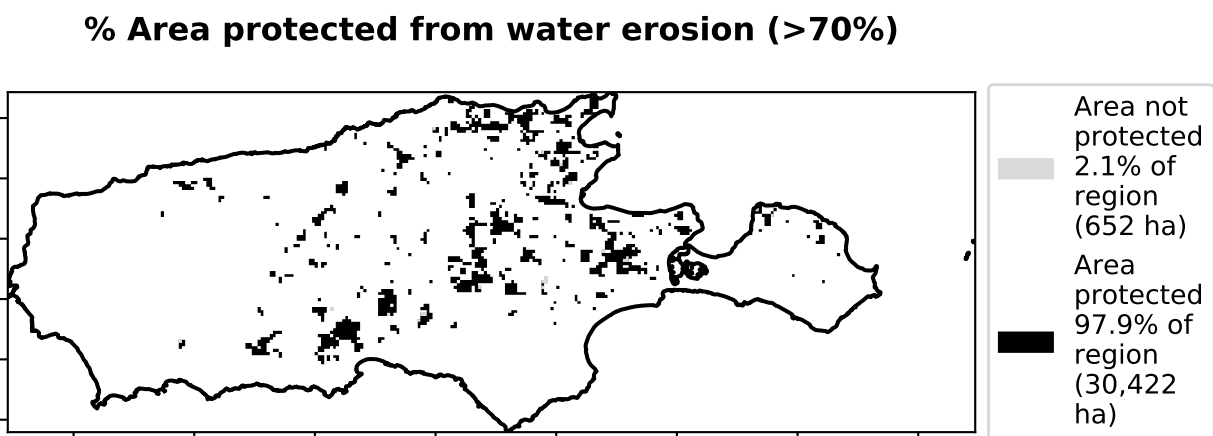 % Area protected from water erosion (>70%)
Area not
protected
2.1% of
region
(652 ha)
Area
protected
97.9% of
region
(30,422
ha)